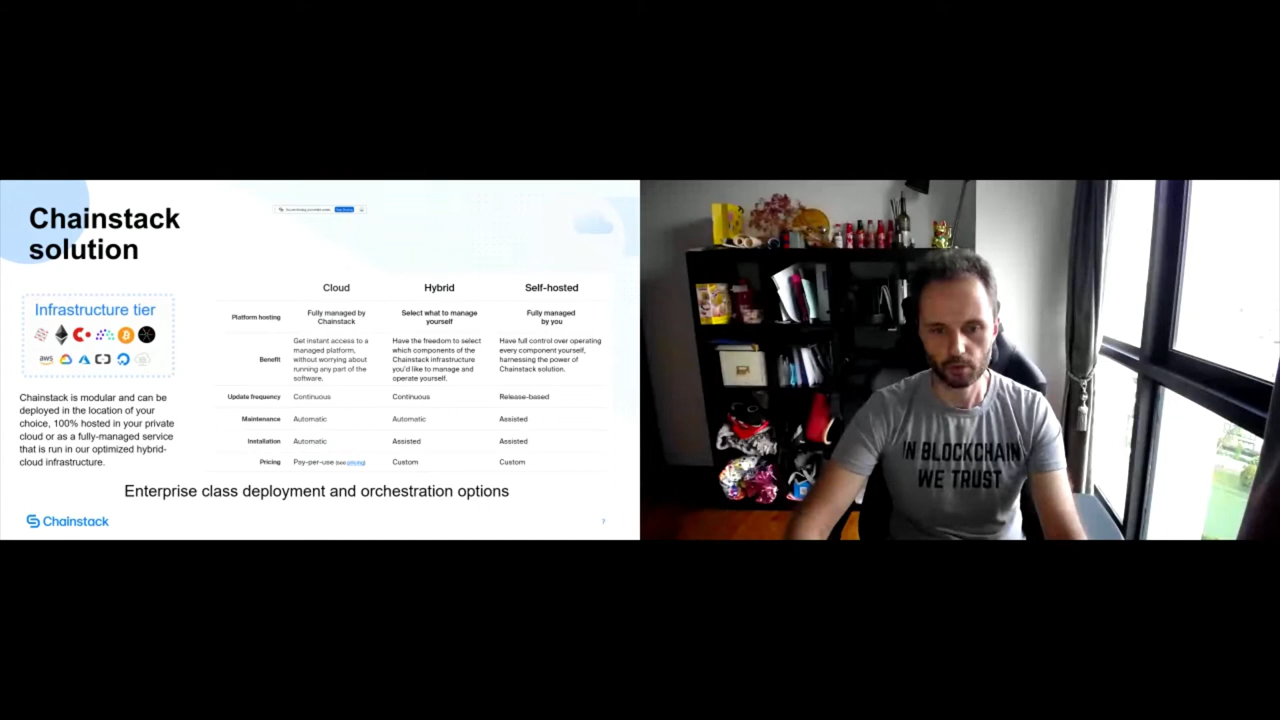 Chainstack
solution
Infrastructure tier
aws
Chainstack is modular and can be
deployed in the location of your
choice, 100% hosted in your private
cloud or as a fully-managed service
that is run in our optimized hybrid-
cloud infrastructure.
Cloud Hybrid Self-hosted
Platform hosting
Fully managed by
Chainstack
Select what to manage
yourself
Fully managed
by you
Benefit
Get instant access to a
managed platform,
without worrying about
running any part of the
software.
Have the freedom to select
which components of the
Chainstack infrastructure
you'd like to manage and
operate yourself.
Have full control over operating
every component yourself,
harnessing the power of
Chainstack solution.
Update frequency Continuous Continuous Release-based
Maintenance Automatic Automatic Assisted
Installation Automatic Assisted Assisted
Pricing Pay-per-use (see pricing) Custom Custom
Enterprise class deployment and orchestration options
Chainstack
7
IN BLOCKCHAIN
WE TRUST